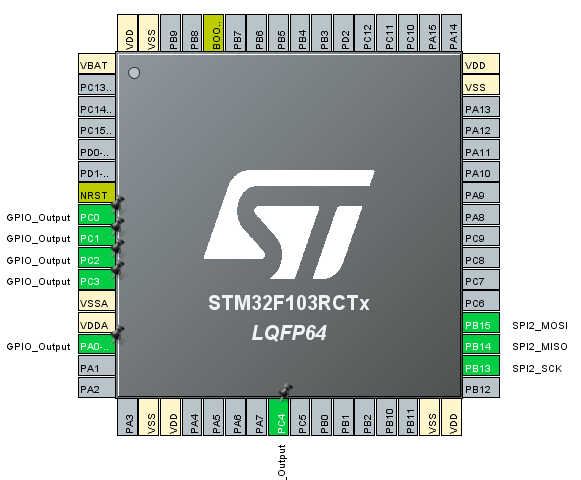 VDD
VSS
PB9
PB8
BOO..
PB7
PB6
PB5
PB4
PB3
PD2
PC12
PC11
PC10
PA15
PA14
VBAT
PC13..
PC14..
PC15..
PD0-..
PD1-..
NRST
GPIO_Output PC0
GPIO_Output PC1
GPIO_Output PC2
GPIO_Output PC3
VSSA
VDDA
GPIO_Output PA0-..
PA1
PA2
STM32F103RCTx
LQFP64
VDD
VSS
PA13
PA12
PA11
PA10
PA9
PA8
PC9
PC8
PC7
PC6
PB15 SPI2_MOSI
PB14 SPI2_MISO
PB13 SPI2_SCK
PB12
PA3
VSS
VDD
PA4
PA5
PA6
PA7
PC4
PC5
PB0
PB1
PB2
PB10
PB11
VSS
VDD
_Output